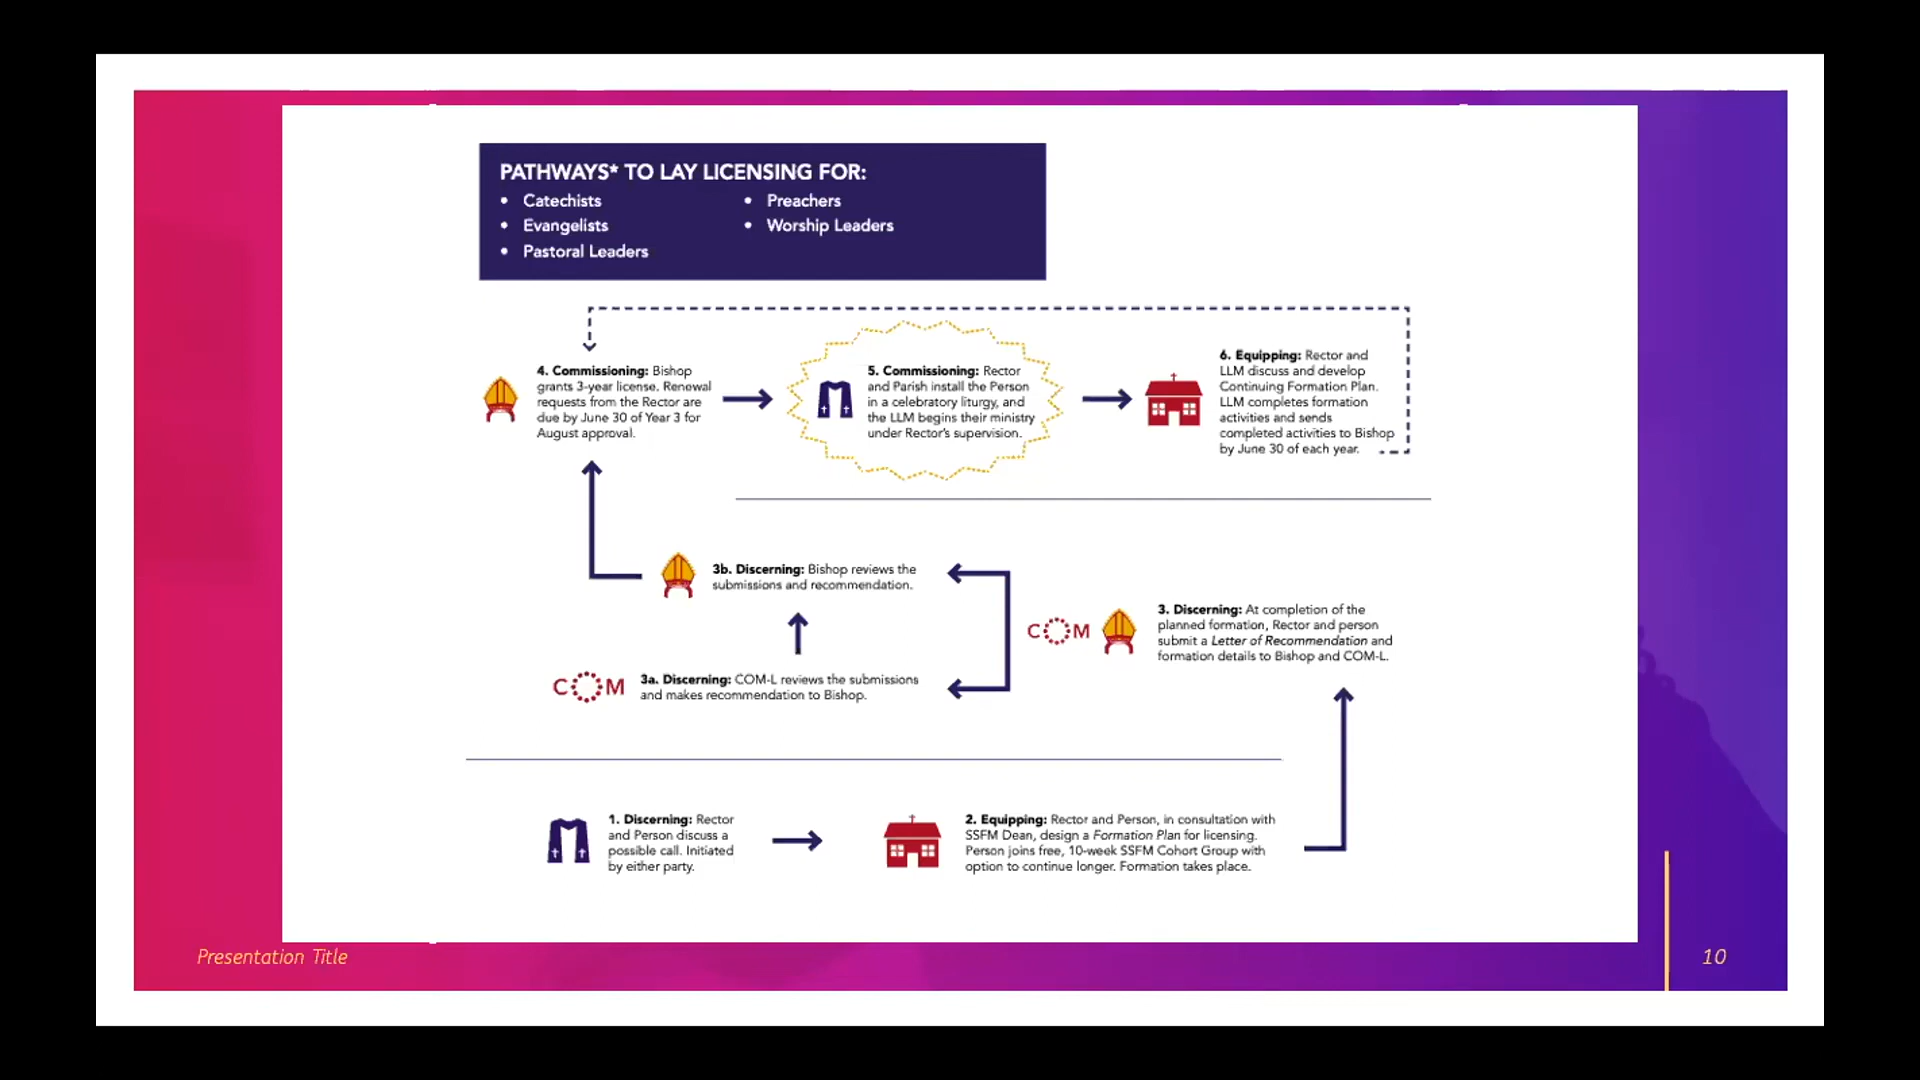 PATHWAYS* TO LAY LICENSING FOR:
• Catechists
• Evangelists
• Pastoral Leaders
• Preachers
• Worship Leaders
4. Commissioning: Bishop
grants 3-year license. Renewal
requests from the Rector are
due by June 30 of Year 3 for
August approval.
5. Commissioning: Rector
and Parish install the Person
in a celebratory liturgy, and
the LLM begins their ministry
under Rector's supervision.
6. Equipping: Rector and
LLM discuss and develop
Continuing Formation Plan.
LLM completes formation
activities and sends
completed activities to Bishop
by June 30 of each year.
3b. Discerning: Bishop reviews the
submissions and recommendation.
COM
3. Discerning: At completion of the
planned formation, Rector and person
submit a Letter of Recommendation and
formation details to Bishop and COM-L.
COM
3a. Discerning: COM-L reviews the submissions
and makes recommendation to Bishop.
1. Discerning: Rector
and Person discuss a
possible call. Initiated
by either party.
2. Equipping: Rector and Person, in consultation with
SSFM Dean, design a Formation Plan for licensing.
Person joins free, 10-week SSFM Cohort Group with
option to continue longer. Formation takes place.
Presentation Title
10